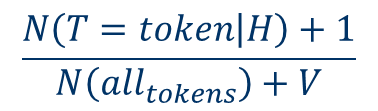 N(T = token|H) + 1
N(all_tokens) + V